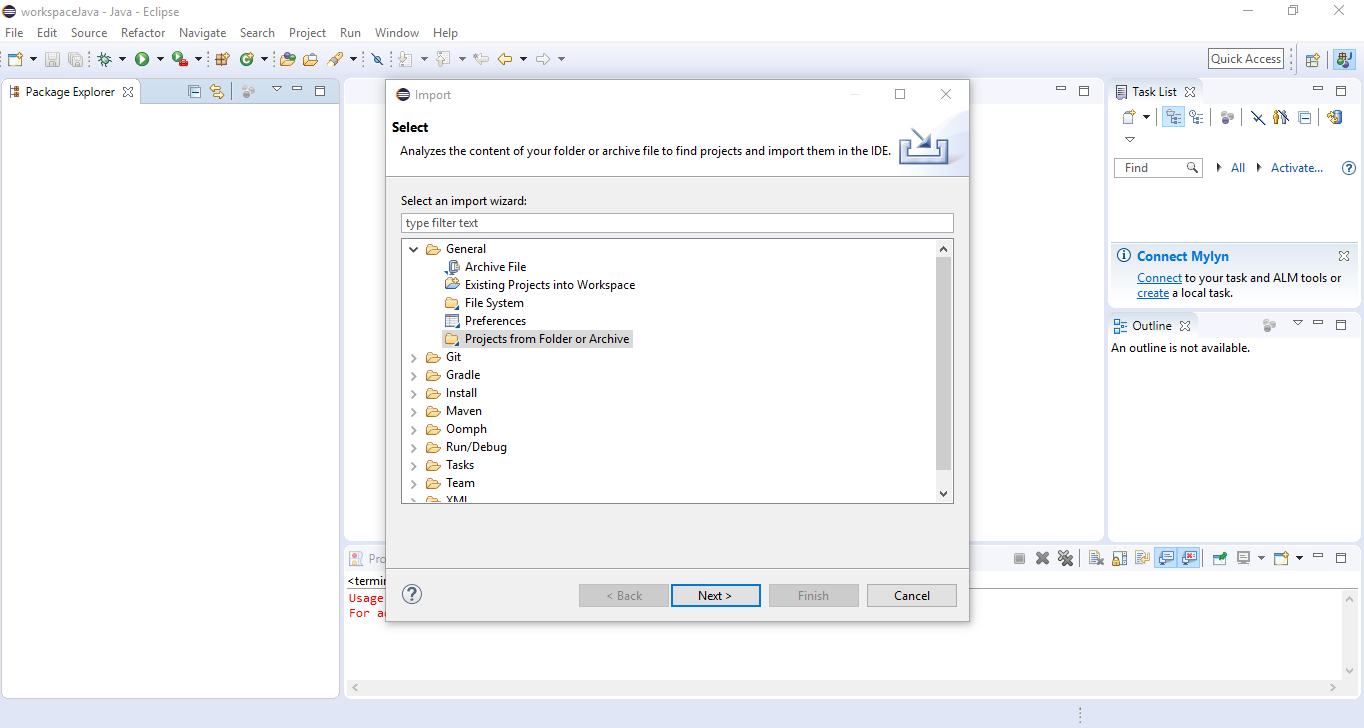 workspaceJava - Java - Eclipse
File Edit Source Refactor Navigate Search Project Run Window Help
Quick Access
Package Explorer
Import
Select
Analyzes the content of your folder or archive file to find projects and import them in the IDE.
Select an import wizard:
type filter text
General
Archive File
Existing Projects into Workspace
File System
Preferences
Projects from Folder or Archive
Git
Gradle
Install
Maven
Oomph
Run/Debug
Tasks
Team
XML
< Back Next > Finish Cancel
Task List
Find All Activate...
Connect Mylyn
Connect to your task and ALM tools or
create a local task.
Outline
An outline is not available.
Usage
For